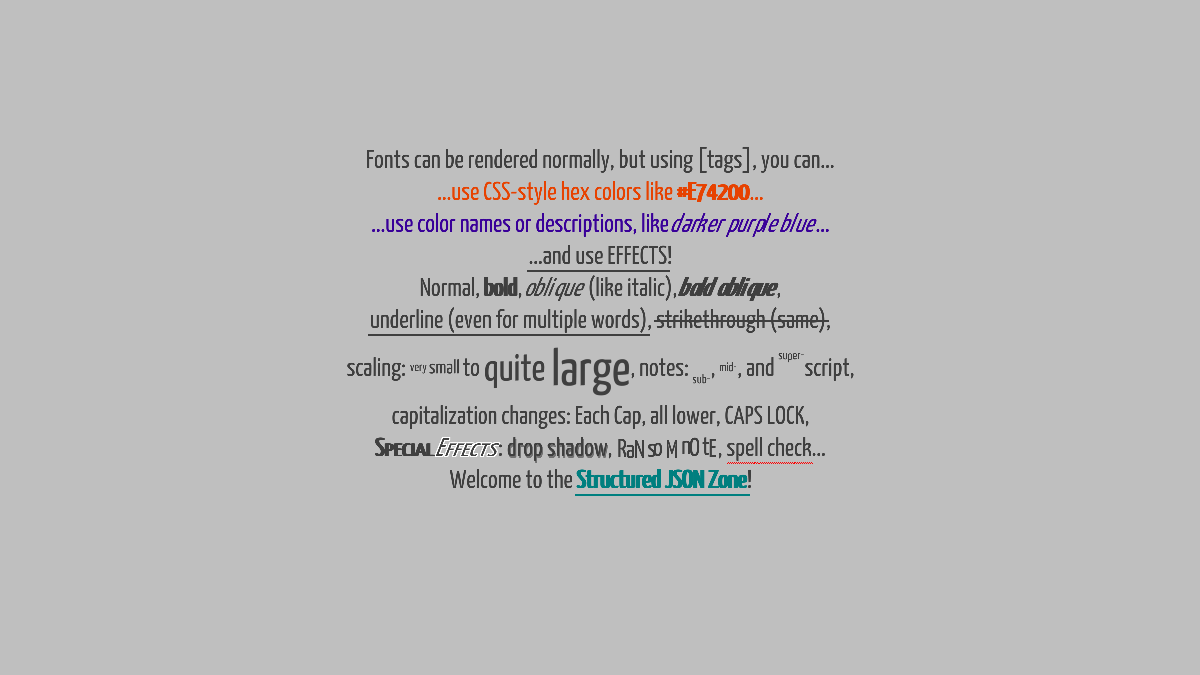 Fonts can be rendered normally, but using [tags], you can...
...use CSS-style hex colors like #E74200...
...use color names or descriptions, like darker purple blue...
...and use EFFECTS!
Normal, bold, oblique (like italic), bold oblique,
underline (even for multiple words), strikethrough (same),
scaling: very small to quite large, notes: sub-, mid-, and super- script,
capitalization changes: Each Cap, all lower, CAPS LOCK,
Special Effects: drop shadow, RaNsoM nOtE, spell check...
Welcome to the Structured JSON Zone!